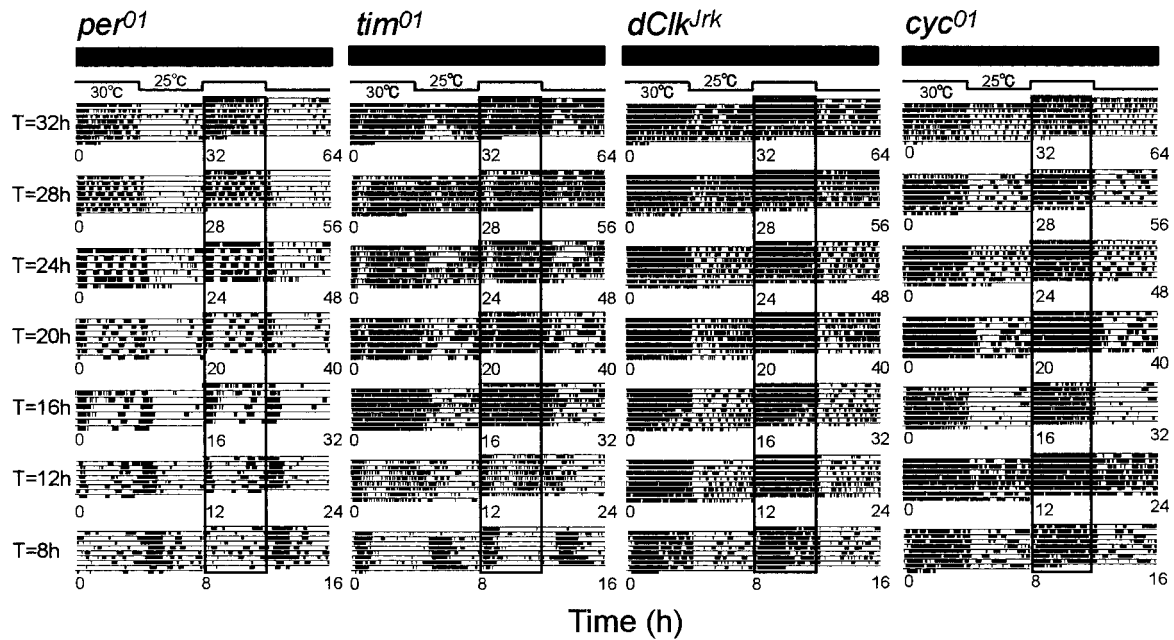 per01 tim01 dClkJrk cyc01
30℃ 25℃ 30℃ 25℃ 30℃ 25℃ 30℃ 25℃
T=32h
0 32 64 0 32 64 0 32 64 0 32 64
T=28h
0 28 56 0 28 56 0 28 56 0 28 56
T=24h
0 24 48 0 24 48 0 24 48 0 24 48
T=20h
0 20 40 0 20 40 0 20 40 0 20 40
T=16h
0 16 32 0 16 32 0 16 32 0 16 32
T=12h
0 12 24 0 12 24 0 12 24 0 12 24
T=8h
0 8 16 0 8 16 0 8 16 0 8 16
Time (h)